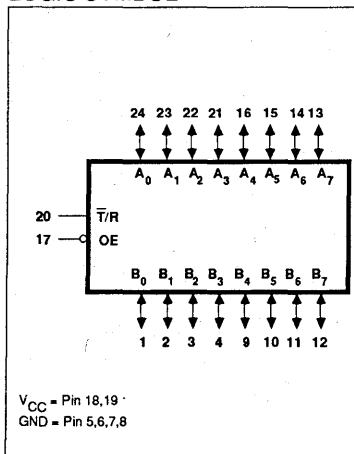 24 23 22 21 16 15 14 13
A0 A1 A2 A3 A4 A5 A6 A7
20 T̅/R
17 OE
B0 B1 B2 B3 B4 B5 B6 B7
1 2 3 4 9 10 11 12
VCC = Pin 18,19
GND = Pin 5,6,7,8